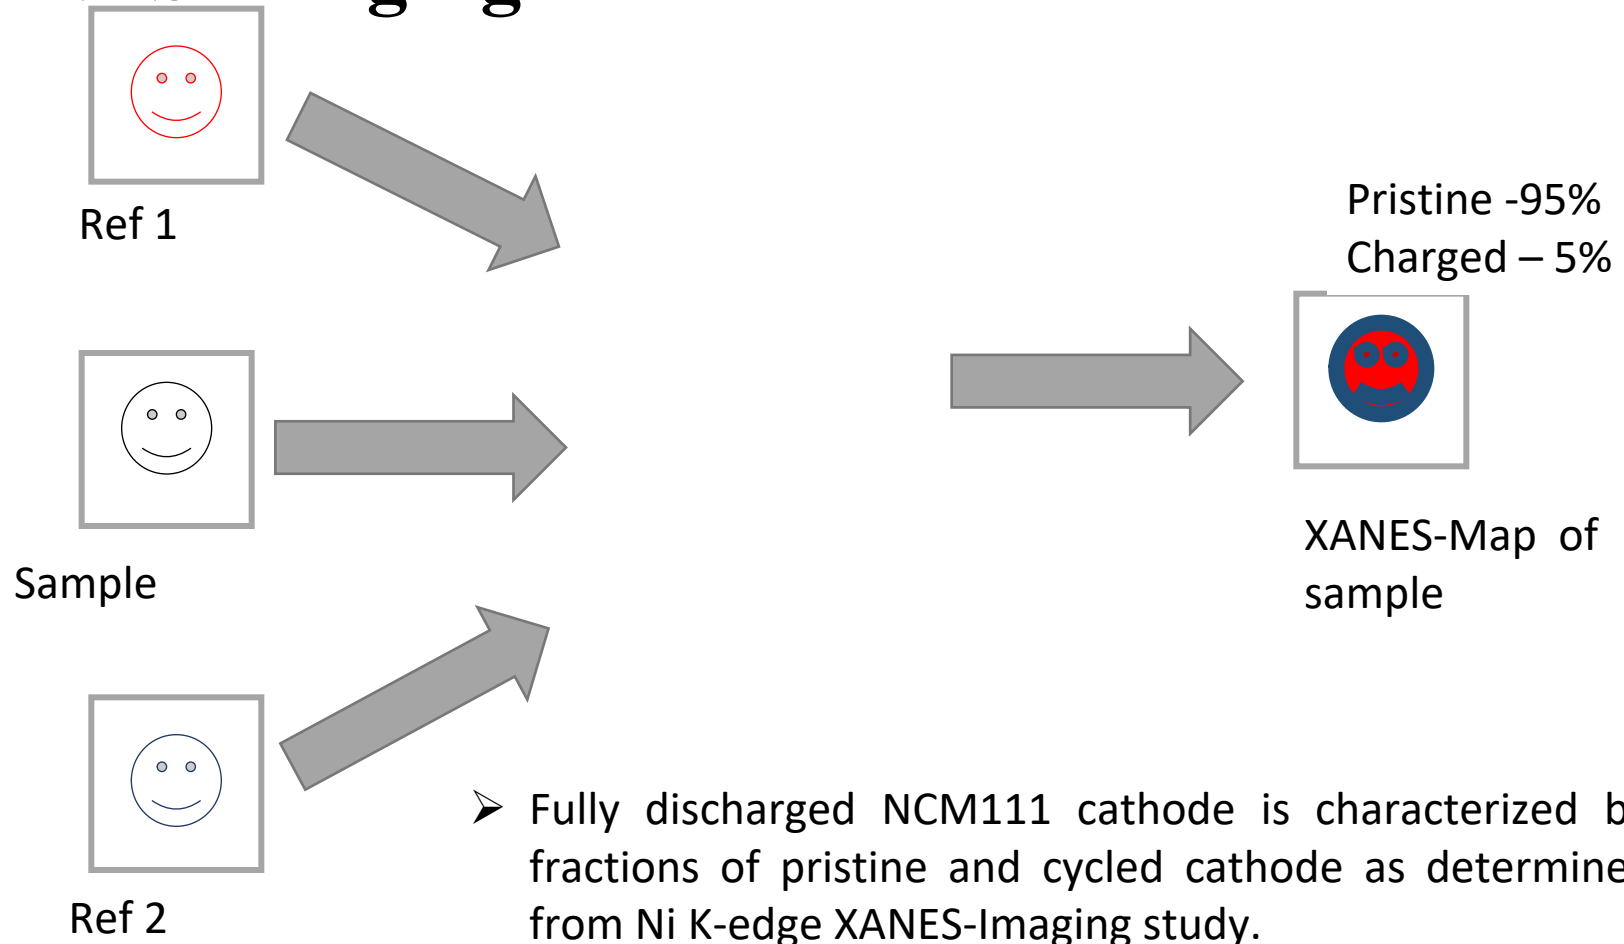 Ref 1
Pristine -95%
Charged – 5%
Sample
XANES-Map of
sample
Ref 2
➢ Fully discharged NCM111 cathode is characterized
fractions of pristine and cycled cathode as
from Ni K-edge XANES-Imaging study.